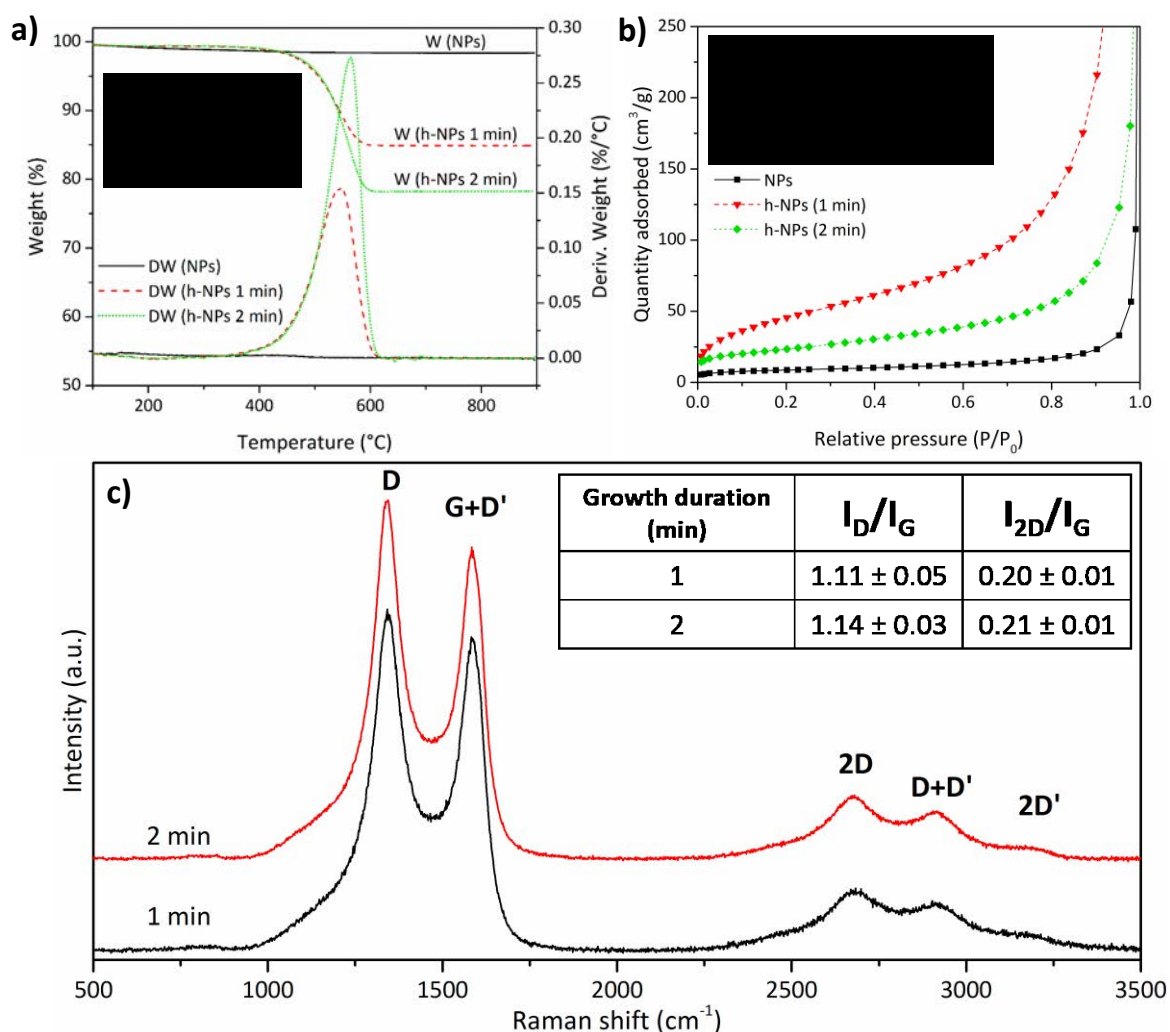 a)
100
90
80
70
60
50
Weight (%)
200
400
600
800
Temperature (°C)
0.30
0.25
0.20
0.15
0.10
0.05
0.00
Deriv. Weight (%/°C)
W (NPs)
W (h-NPs 1 min)
W (h-NPs 2 min)
DW (NPs)
DW (h-NPs 1 min)
DW (h-NPs 2 min)
b)
250
200
150
100
50
0
Quantity adsorbed (cm³/g)
NPs
h-NPs (1 min)
h-NPs (2 min)
0.0
0.2
0.4
0.6
0.8
1.0
Relative pressure (P/P₀)
c)
D
G+D'
Growth duration (min) I_D/I_G I_2D/I_G
1 1.11 ± 0.05 0.20 ± 0.01
2 1.14 ± 0.03 0.21 ± 0.01
2D
D+D'
2D'
2 min
1 min
Intensity (a.u.)
500
1000
1500
2000
2500
3000
3500
Raman shift (cm⁻¹)